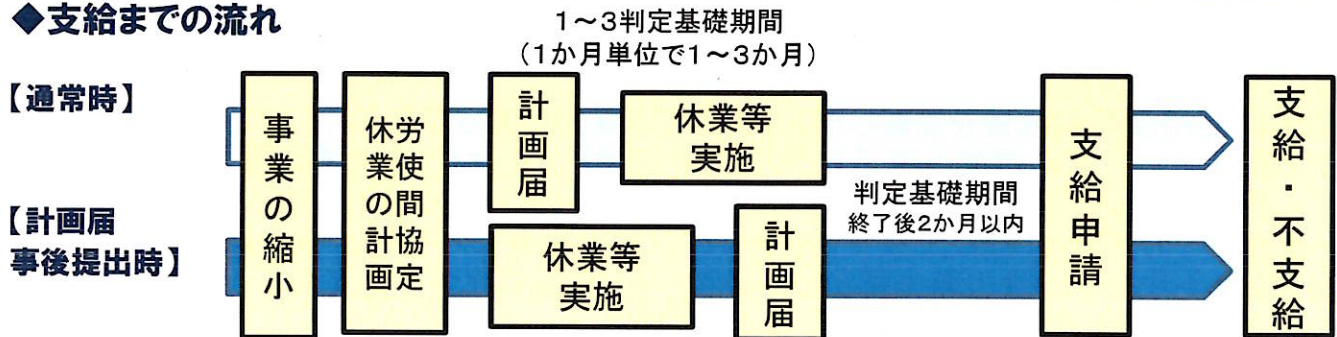 ◆支給までの流れ
1～3判定基礎期間
（1か月単位で1～3か月）
【通常時】
事業の縮小
労使間協定
休業の計画
計画届
休業等
実施
支給申請
支給・不支給
【計画届
事後提出時】
休業等
実施
計画届
判定基礎期間
終了後2か月以内